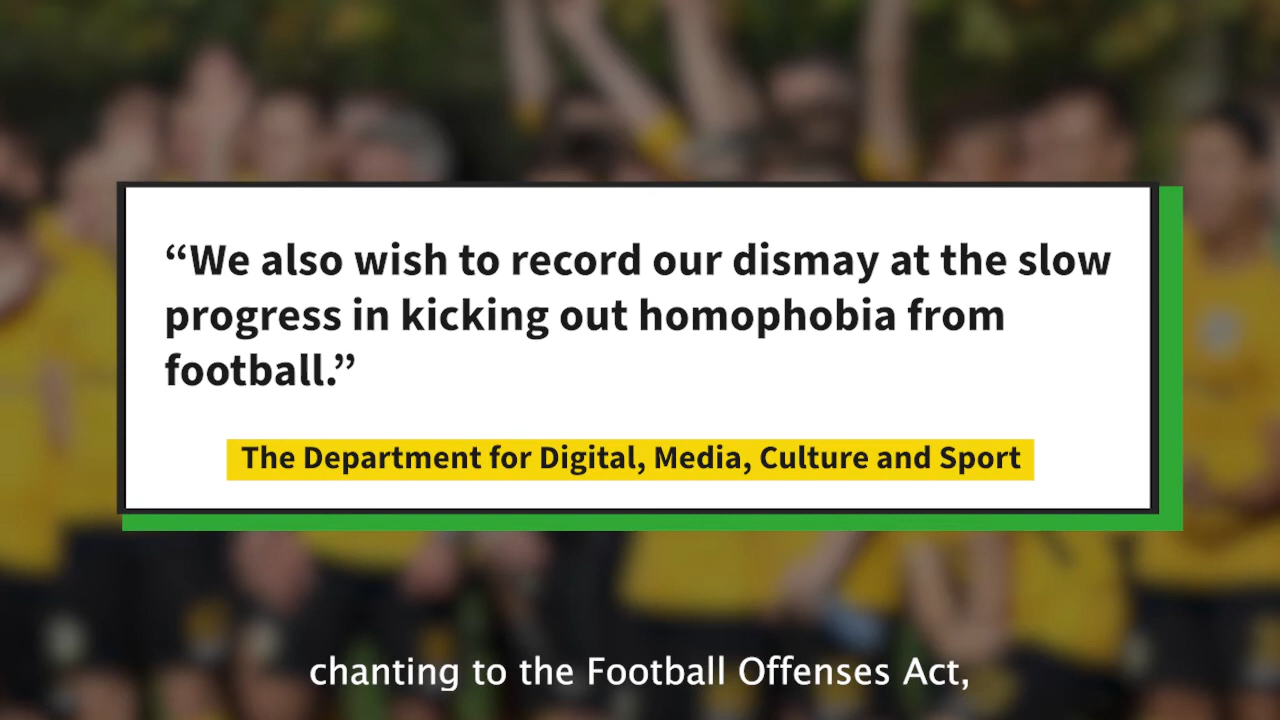 “We also wish to record our dismay at the slow
progress in kicking out homophobia from
football.”
The Department for Digital, Media, Culture and Sport
chanting to the Football Offenses Act,